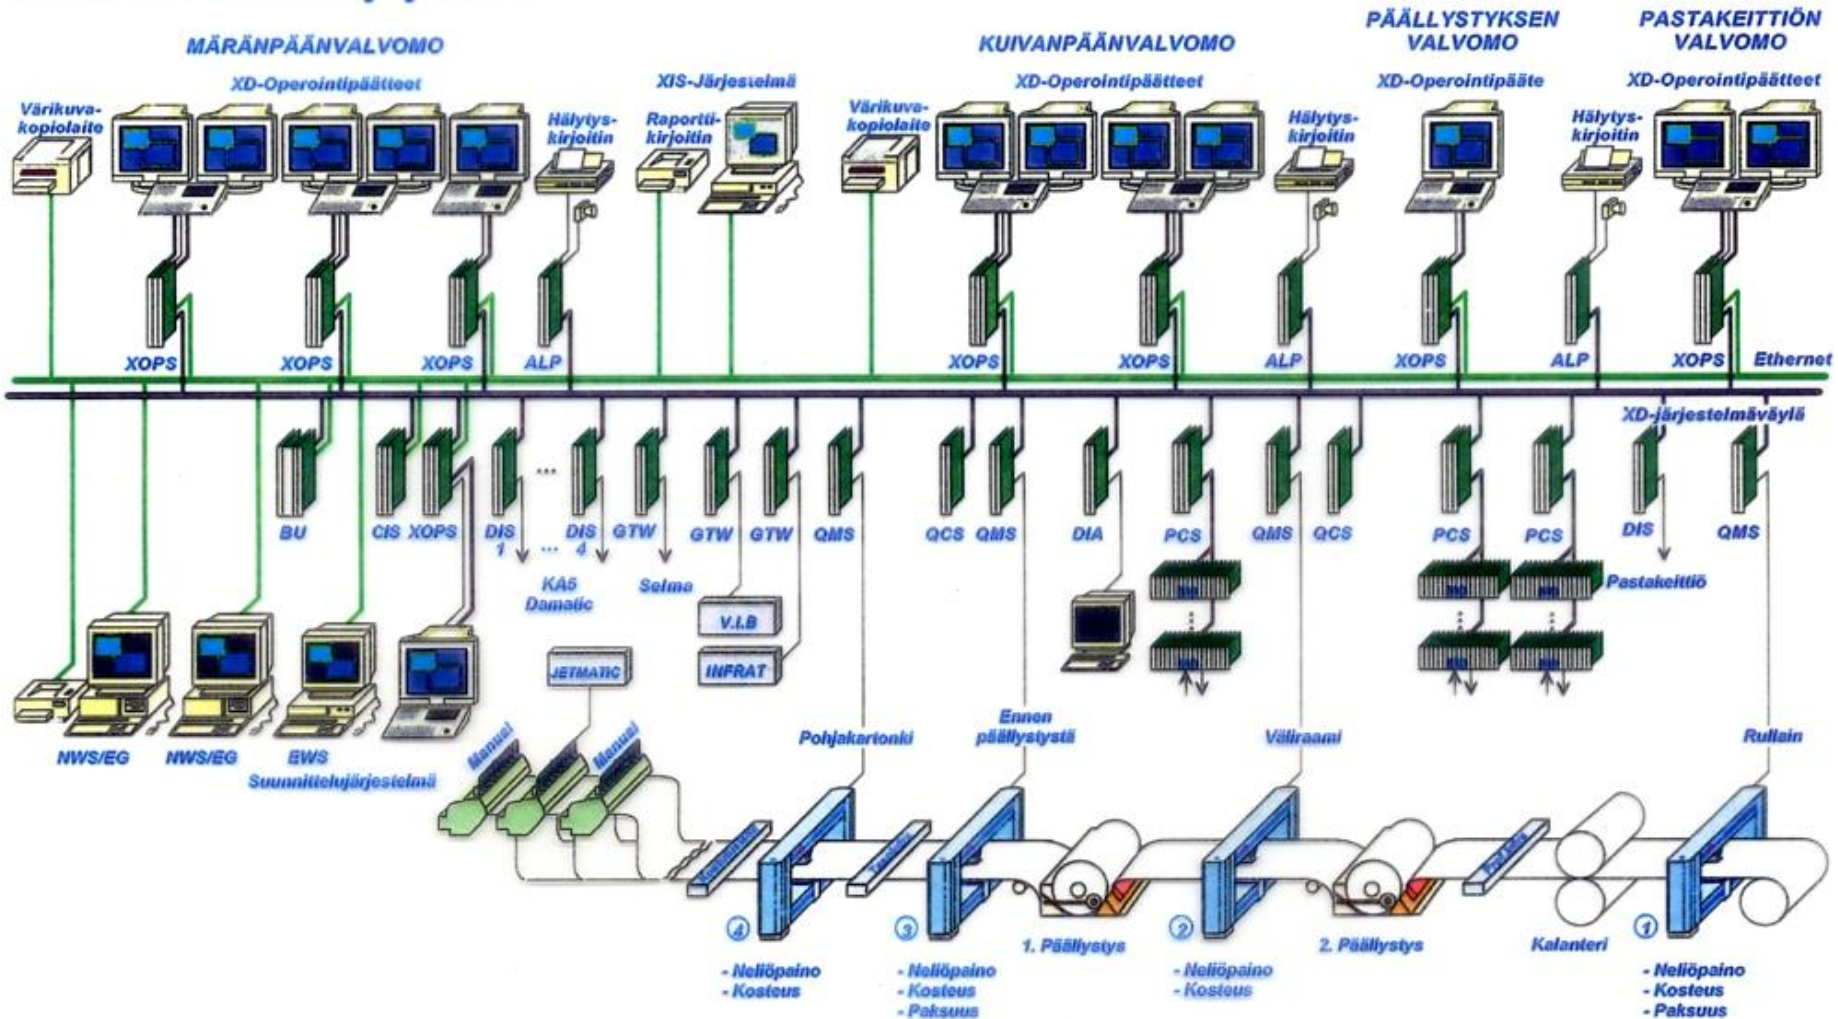 MÄRÄNPÄÄNVALVOMO
KUIVANPÄÄNVALVOMO
PÄÄLLYSTYKSEN
VALVOMO
PASTAKEITTIÖN
VALVOMO
XD-Operointipäätteet
XIS-Järjestelmä
XD-Operointipäätteet
XD-Operointipääte
XD-Operointipäätteet
Värikuva-
kopiolaite
Hälytys-
kirjoitin
Raportti-
kirjoitin
Värikuva-
kopiolaite
Hälytys-
kirjoitin
Hälytys-
kirjoitin
XOPS
XOPS
XOPS
ALP
XOPS
XOPS
ALP
XOPS
ALP
XOPS
Ethernet
XD-järjestelmäväylä
BU
CIS
XOPS
DIS
1
...
DIS
4
...
GTW
GTW
GTW
QMS
QCS
QMS
DIA
PCS
QMS
QCS
PCS
PCS
DIS
QMS
KA5
Damatic
Selma
V.I.B
INFRAT
JETMATIC
Pastakeittiö
NWS/EG
NWS/EG
EWS
Suunnittelujärjestelmä
Manual
Manual
Pohjakartonki
Ennen
päällystystä
Väliraami
Rullain
4
- Neliöpaino
- Kosteus
3
- Neliöpaino
- Kosteus
- Paksuus
1. Päällystys
2
- Neliöpaino
- Kosteus
2. Päällystys
Kalanteri
1
- Neliöpaino
- Kosteus
- Paksuus